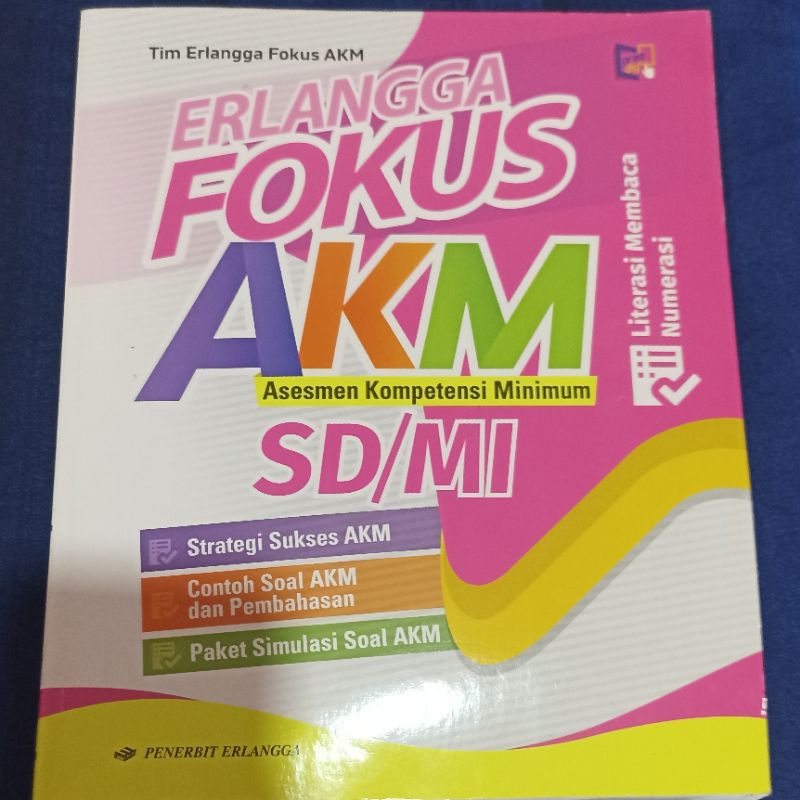 Tim Erlangga Fokus AKM
ERLANGGA
FOKUS
AKM
Asesmen Kompetensi Minimum
SD/MI
Literasi Membaca
Numerasi
Strategi Sukses AKM
Contoh Soal AKM
dan Pembahasan
Paket Simulasi Soal AKM
PENERBIT ERLANGGA